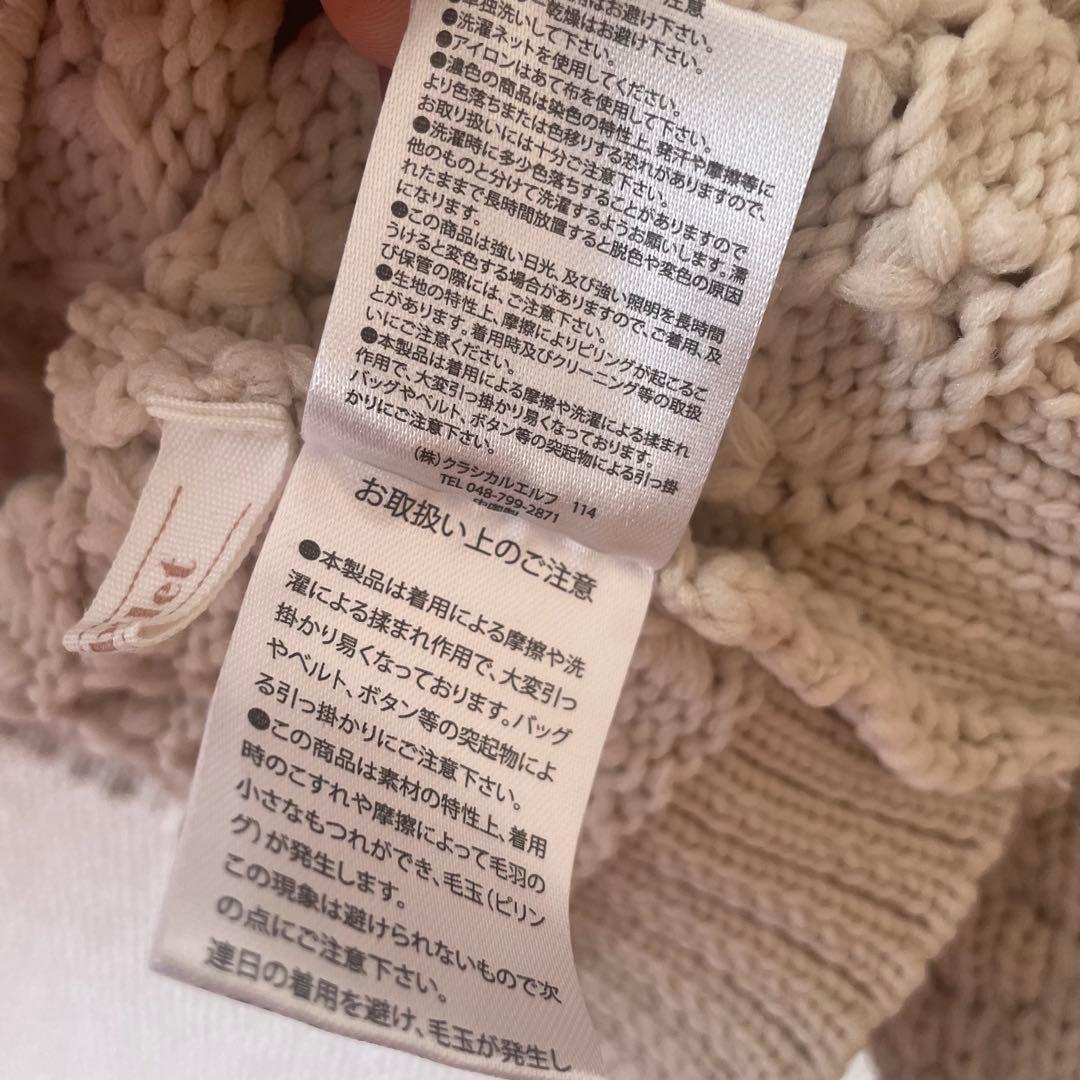 注意
はお避け下さい。
ー乾燥はお避け下さい。
単独洗いして下さい。
●洗濯ネットを使用してください。
●アイロンはあて布を使用して下さい。
●濃色の商品は染色の特性上、発汗や摩擦等に
より色落ちまたは色移りする恐れがありますので、
お取り扱いには十分ご注意下さい。
●洗濯時に多少色落ちすることがありますので
他のものと分けて洗濯するようお願いします。濡
れたままで長時間放置すると脱色や変色の原因
になります。
●この商品は強い日光、及び強い照明を長時間
うけると変色する場合がありますので、ご着用、及
び保管の際には、ご注意下さい。
●生地の特性上、摩擦によりピリングが起こるこ
とがあります。着用時及びクリーニング等の取扱
いにご注意ください。
●本製品は着用による摩擦や洗濯による揉まれ
作用で、大変引っ掛かり易くなっております。
バッグやベルト、ボタン等の突起物による引っ掛
かりにご注意下さい。
(株)クラシカルエルフ 114
TEL 048-799-2871
中国製
let
お取扱い上のご注意
●本製品は着用による摩擦や洗
濯による揉まれ作用で、大変引っ
掛かり易くなっております。バッグ
やベルト、ボタン等の突起物によ
る引っ掛かりにご注意下さい。
●この商品は素材の特性上、着用
時のこすれや摩擦によって毛羽の
小さなもつれができ、毛玉(ピリン
グ)が発生します。
この現象は避けられないもので次
の点にご注意下さい。
連日の着用を避け、毛玉が発生し